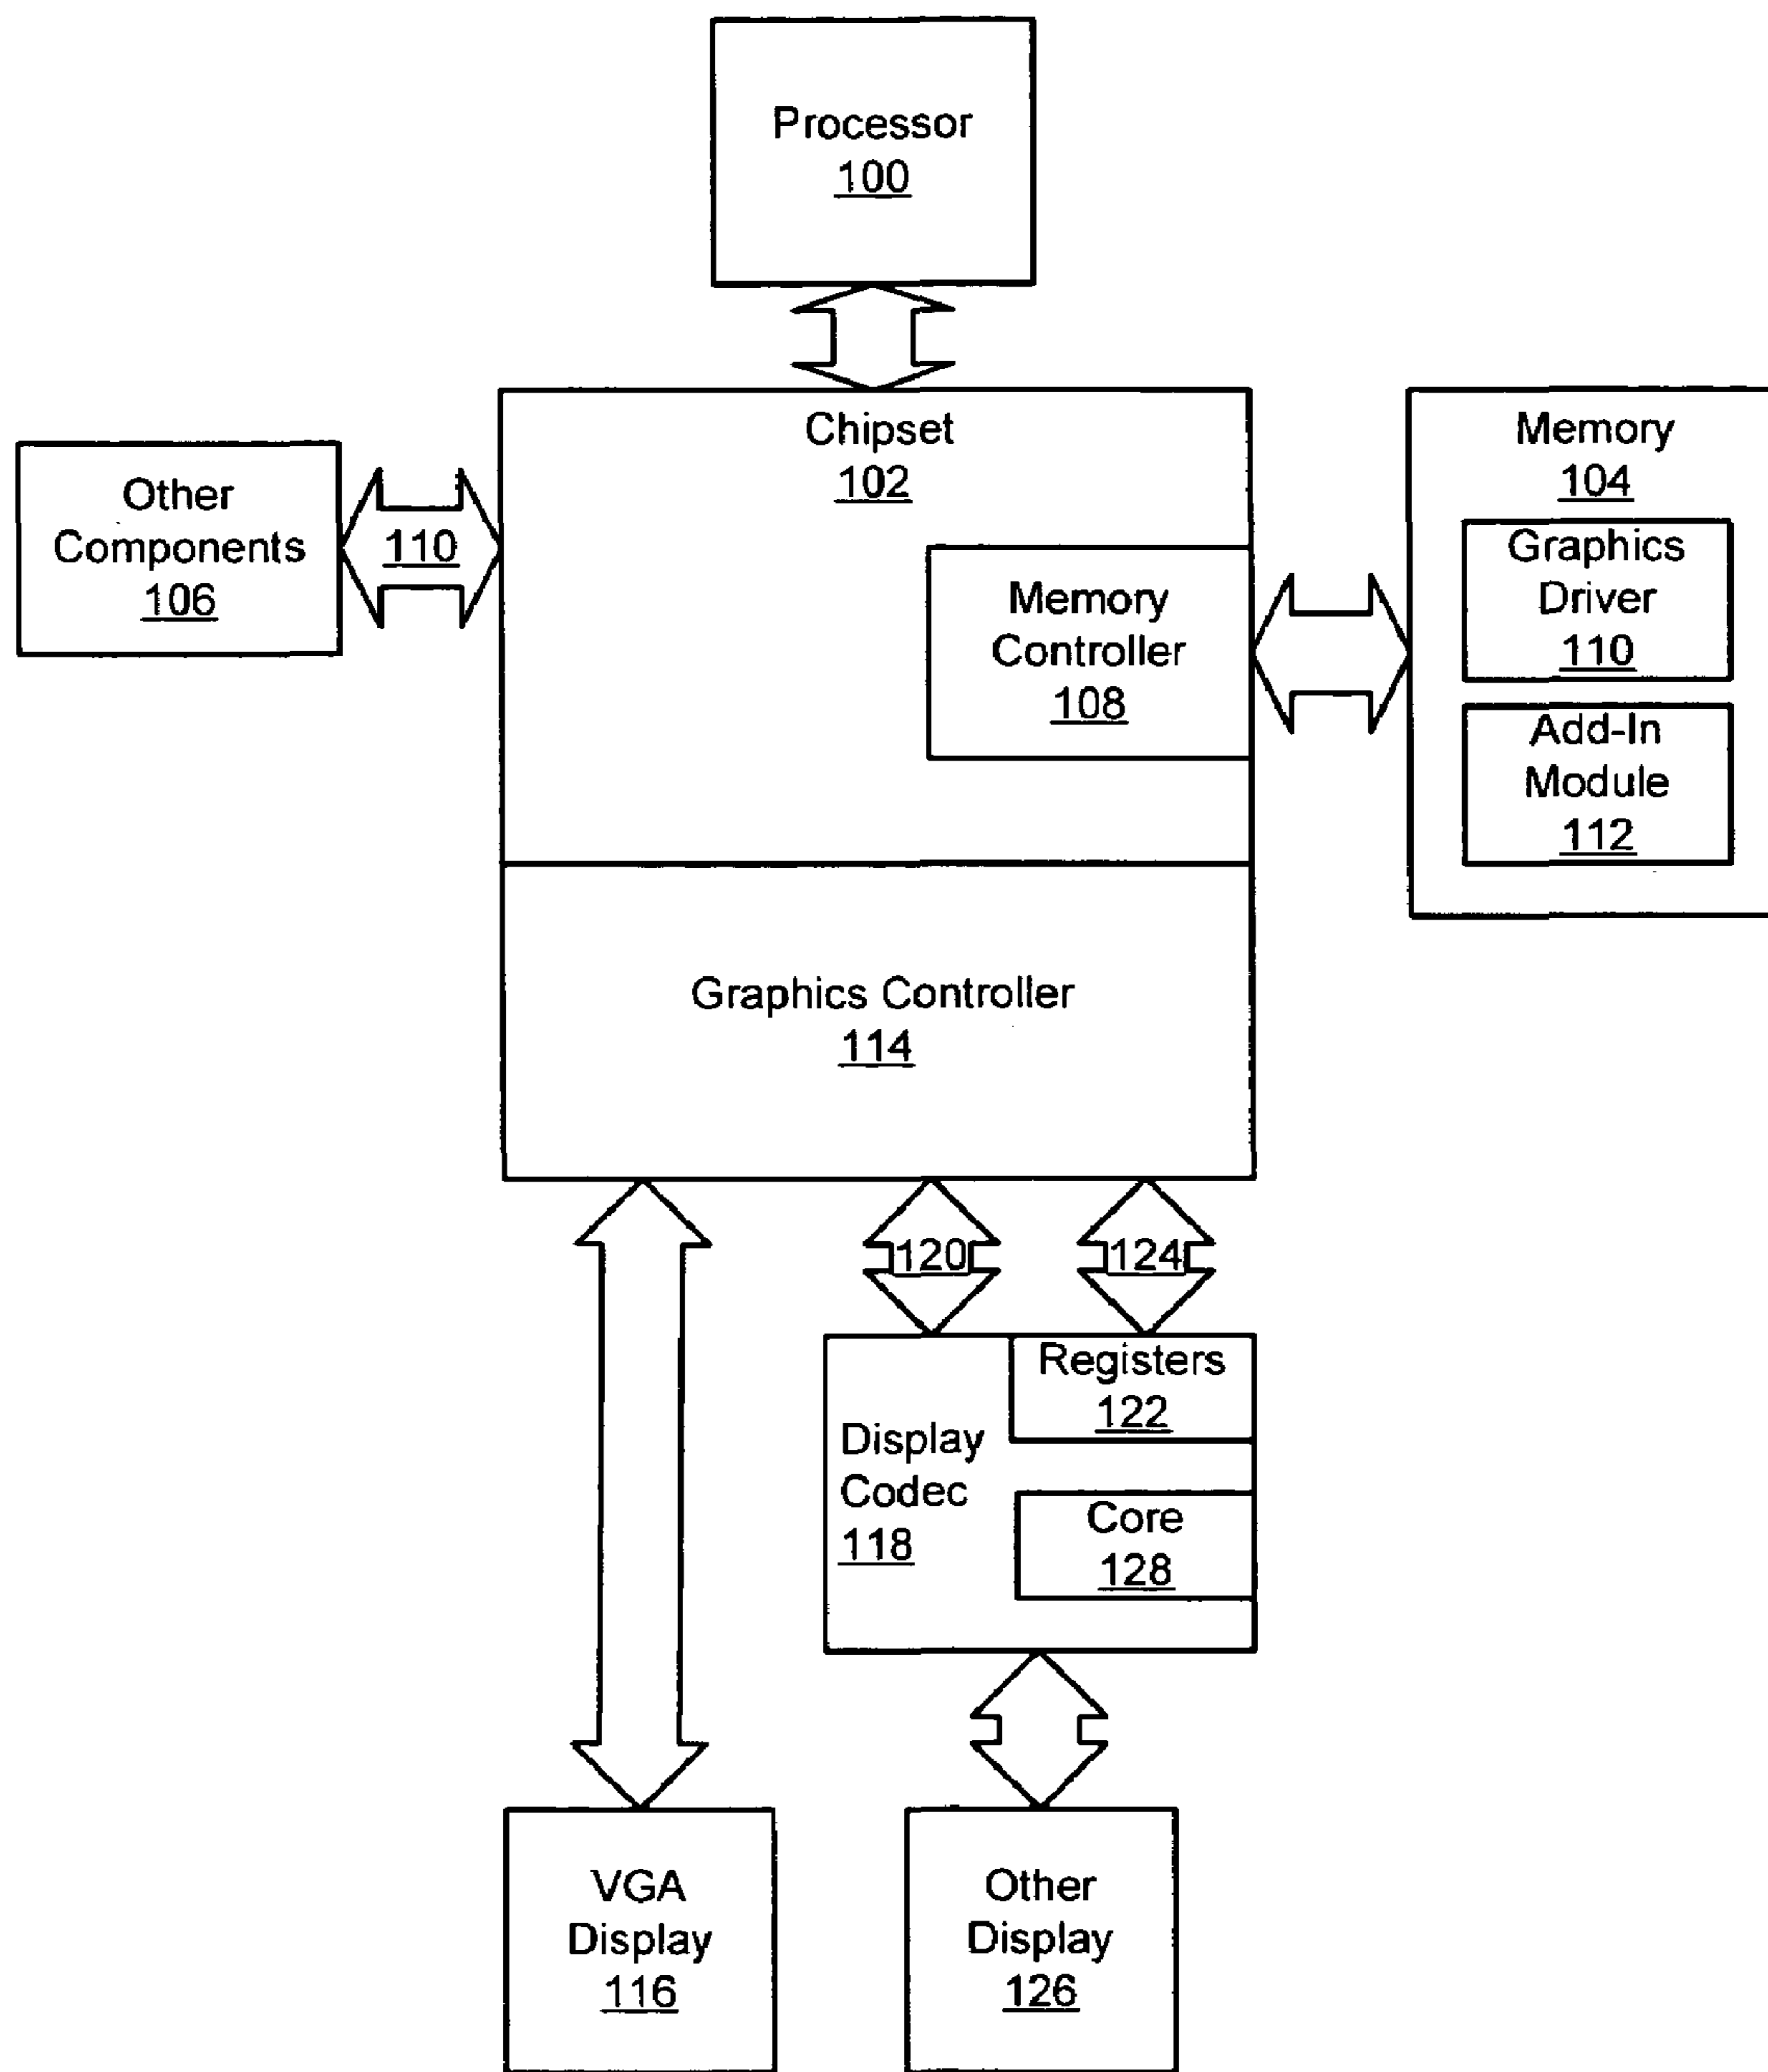 Processor
100
Chipset
102
Memory
104
Other
Components
106
110
Graphics
Driver
110
Memory
Controller
108
Add-In
Module
112
Graphics Controller
114
120
124
Registers
122
Display
Codec
118
Core
128
VGA
Display
116
Other
Display
126